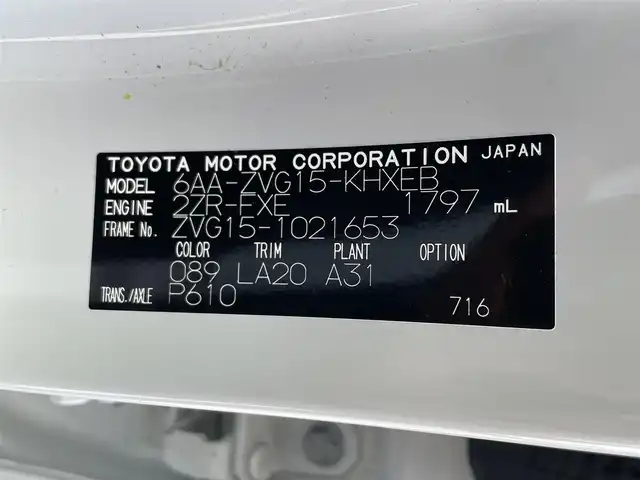 TOYOTA MOTOR CORPORATION JAPAN
MODEL 6AA-ZVG15-KHXEB
ENGINE 2ZR-FXE 1797 mL
FRAME No. ZVG15-1021653
COLOR TRIM PLANT OPTION
089 LA20 A31
TRANS./AXLE P610
716